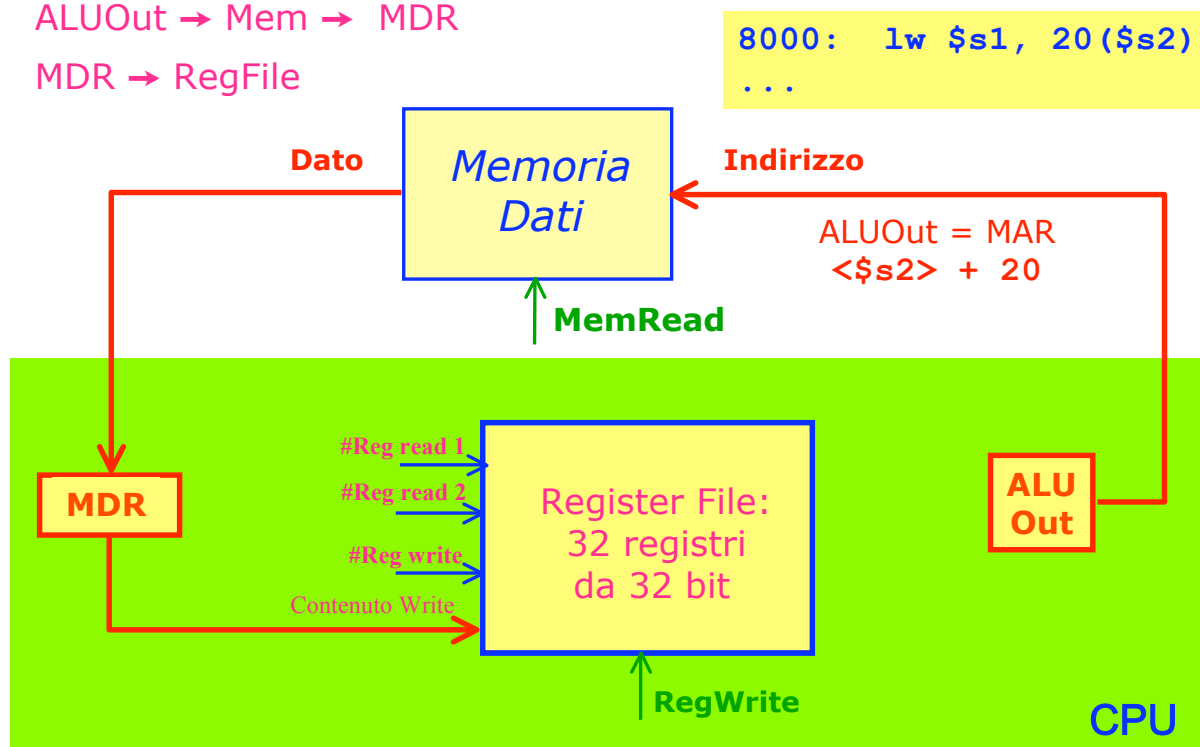 ALUOut → Mem → MDR
MDR → RegFile
8000: lw $s1, 20($s2)
...
Dato
Memoria
Dati
Indirizzo
ALUOut = MAR
<$s2> + 20
MemRead
#Reg read 1
#Reg read 2
#Reg write
Contenuto Write
MDR
Register File:
32 registri
da 32 bit
ALU
Out
RegWrite
CPU